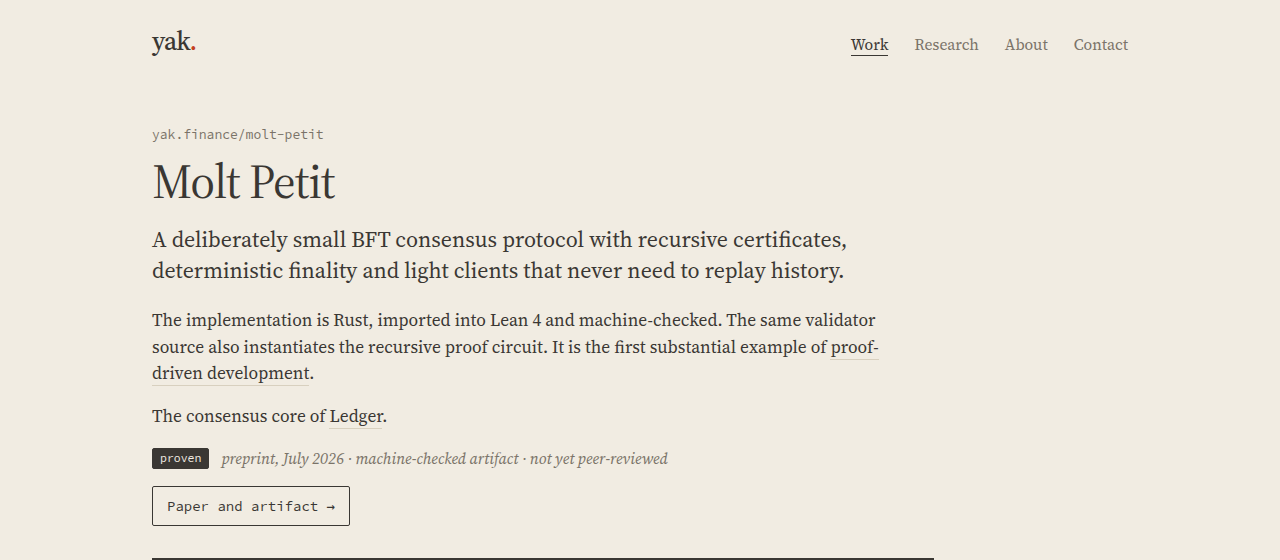 yak.
Work Research About Contact
yak.finance/molt-petit
Molt Petit
A deliberately small BFT consensus protocol with recursive certificates,
deterministic finality and light clients that never need to replay history.
The implementation is Rust, imported into Lean 4 and machine-checked. The same validator
source also instantiates the recursive proof circuit. It is the first substantial example of proof-
driven development.
The consensus core of Ledger.
proven preprint, July 2026 · machine-checked artifact · not yet peer-reviewed
Paper and artifact →